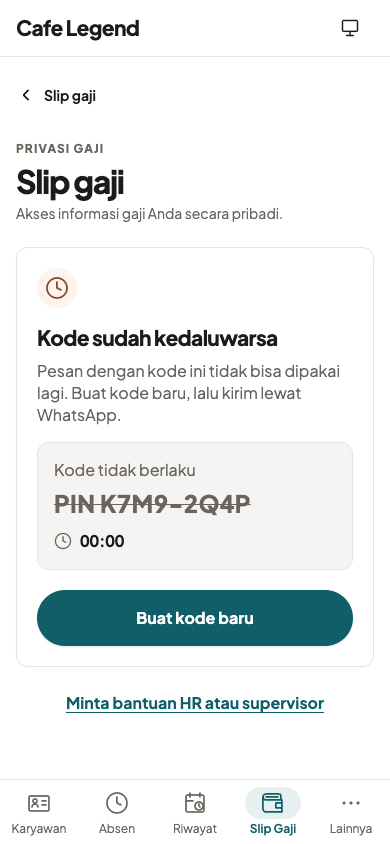 Cafe Legend
Slip gaji
PRIVASI GAJI
Slip gaji
Akses informasi gaji Anda secara pribadi.
Kode sudah kedaluwarsa
Pesan dengan kode ini tidak bisa dipakai
lagi. Buat kode baru, lalu kirim lewat
WhatsApp.
Kode tidak berlaku
PIN K7M9-2Q4P
00:00
Buat kode baru
Minta bantuan HR atau supervisor
Karyawan
Absen
Riwayat
Slip Gaji
Lainnya